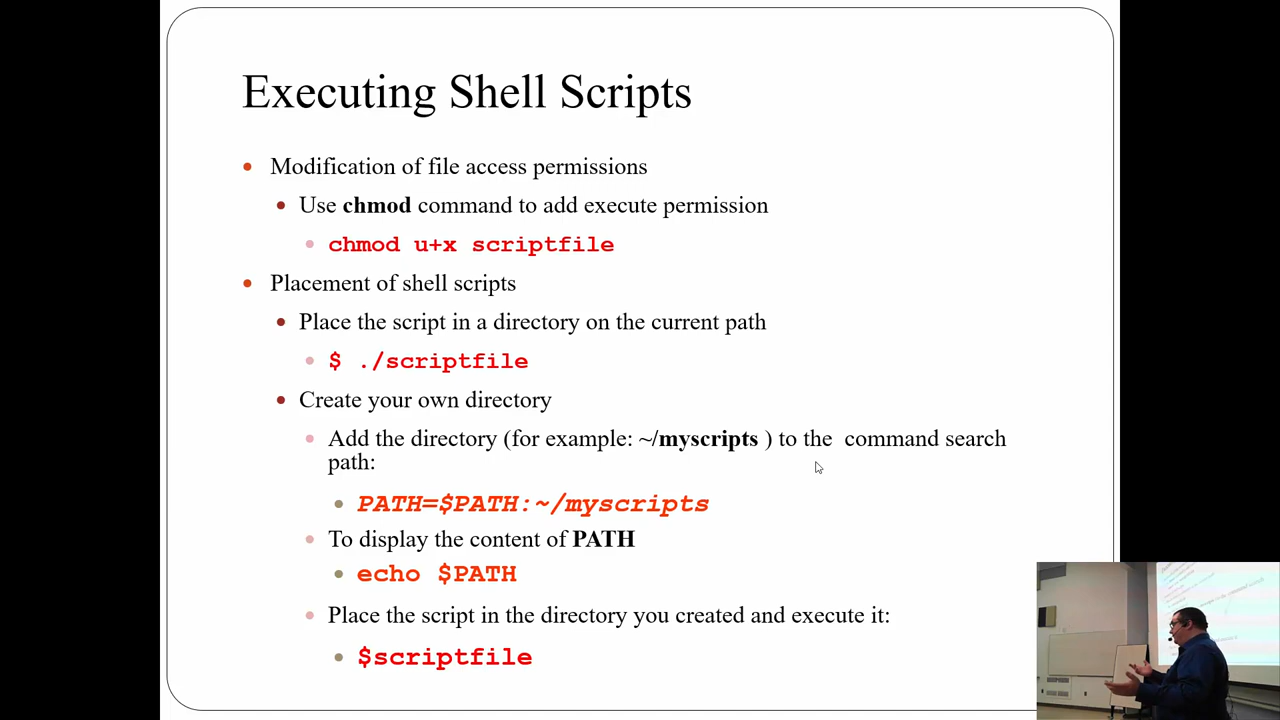 Executing Shell Scripts
Modification of file access permissions
Use chmod command to add execute permission
chmod u+x scriptfile
Placement of shell scripts
Place the script in a directory on the current path
$ ./scriptfile
Create your own directory
Add the directory (for example: ~/myscripts ) to the command search
path:
PATH=$PATH:~/myscripts
To display the content of PATH
echo $PATH
Place the script in the directory you created and execute it:
$scriptfile